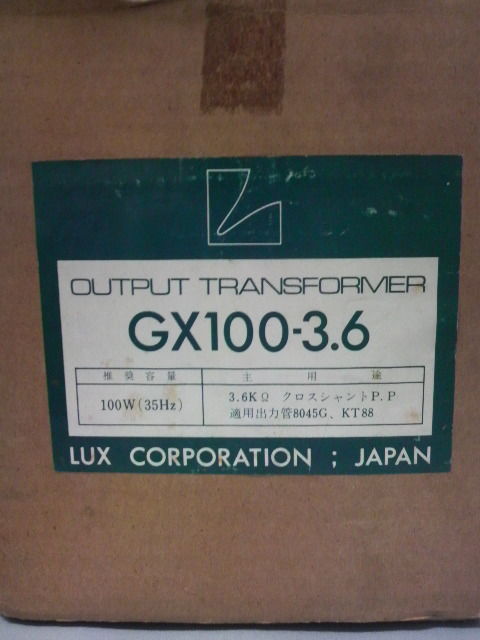 OUTPUT TRANSFORMER
GX100-3.6
推奨容量 主用途
100W(35Hz) 3.6KΩ クロスシャントP.P
適用出力管8045G、KT88
LUX CORPORATION ; JAPAN